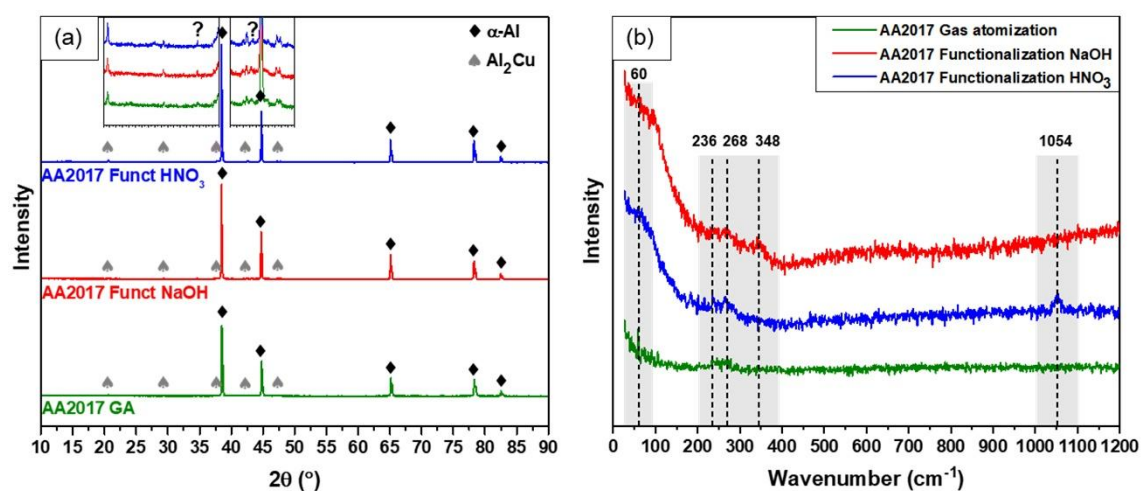 (a)
?
?
◆ α-Al
♠ Al₂Cu
AA2017 Funct HNO₃
AA2017 Funct NaOH
AA2017 GA
Intensity
10 15 20 25 30 35 40 45 50 55 60 65 70 75 80 85 90
2θ (°)
(b)
AA2017 Gas atomization
AA2017 Functionalization NaOH
AA2017 Functionalization HNO₃
60
236 268 348
1054
Intensity
0 100 200 300 400 500 600 700 800 900 1000 1100 1200
Wavenumber (cm⁻¹)